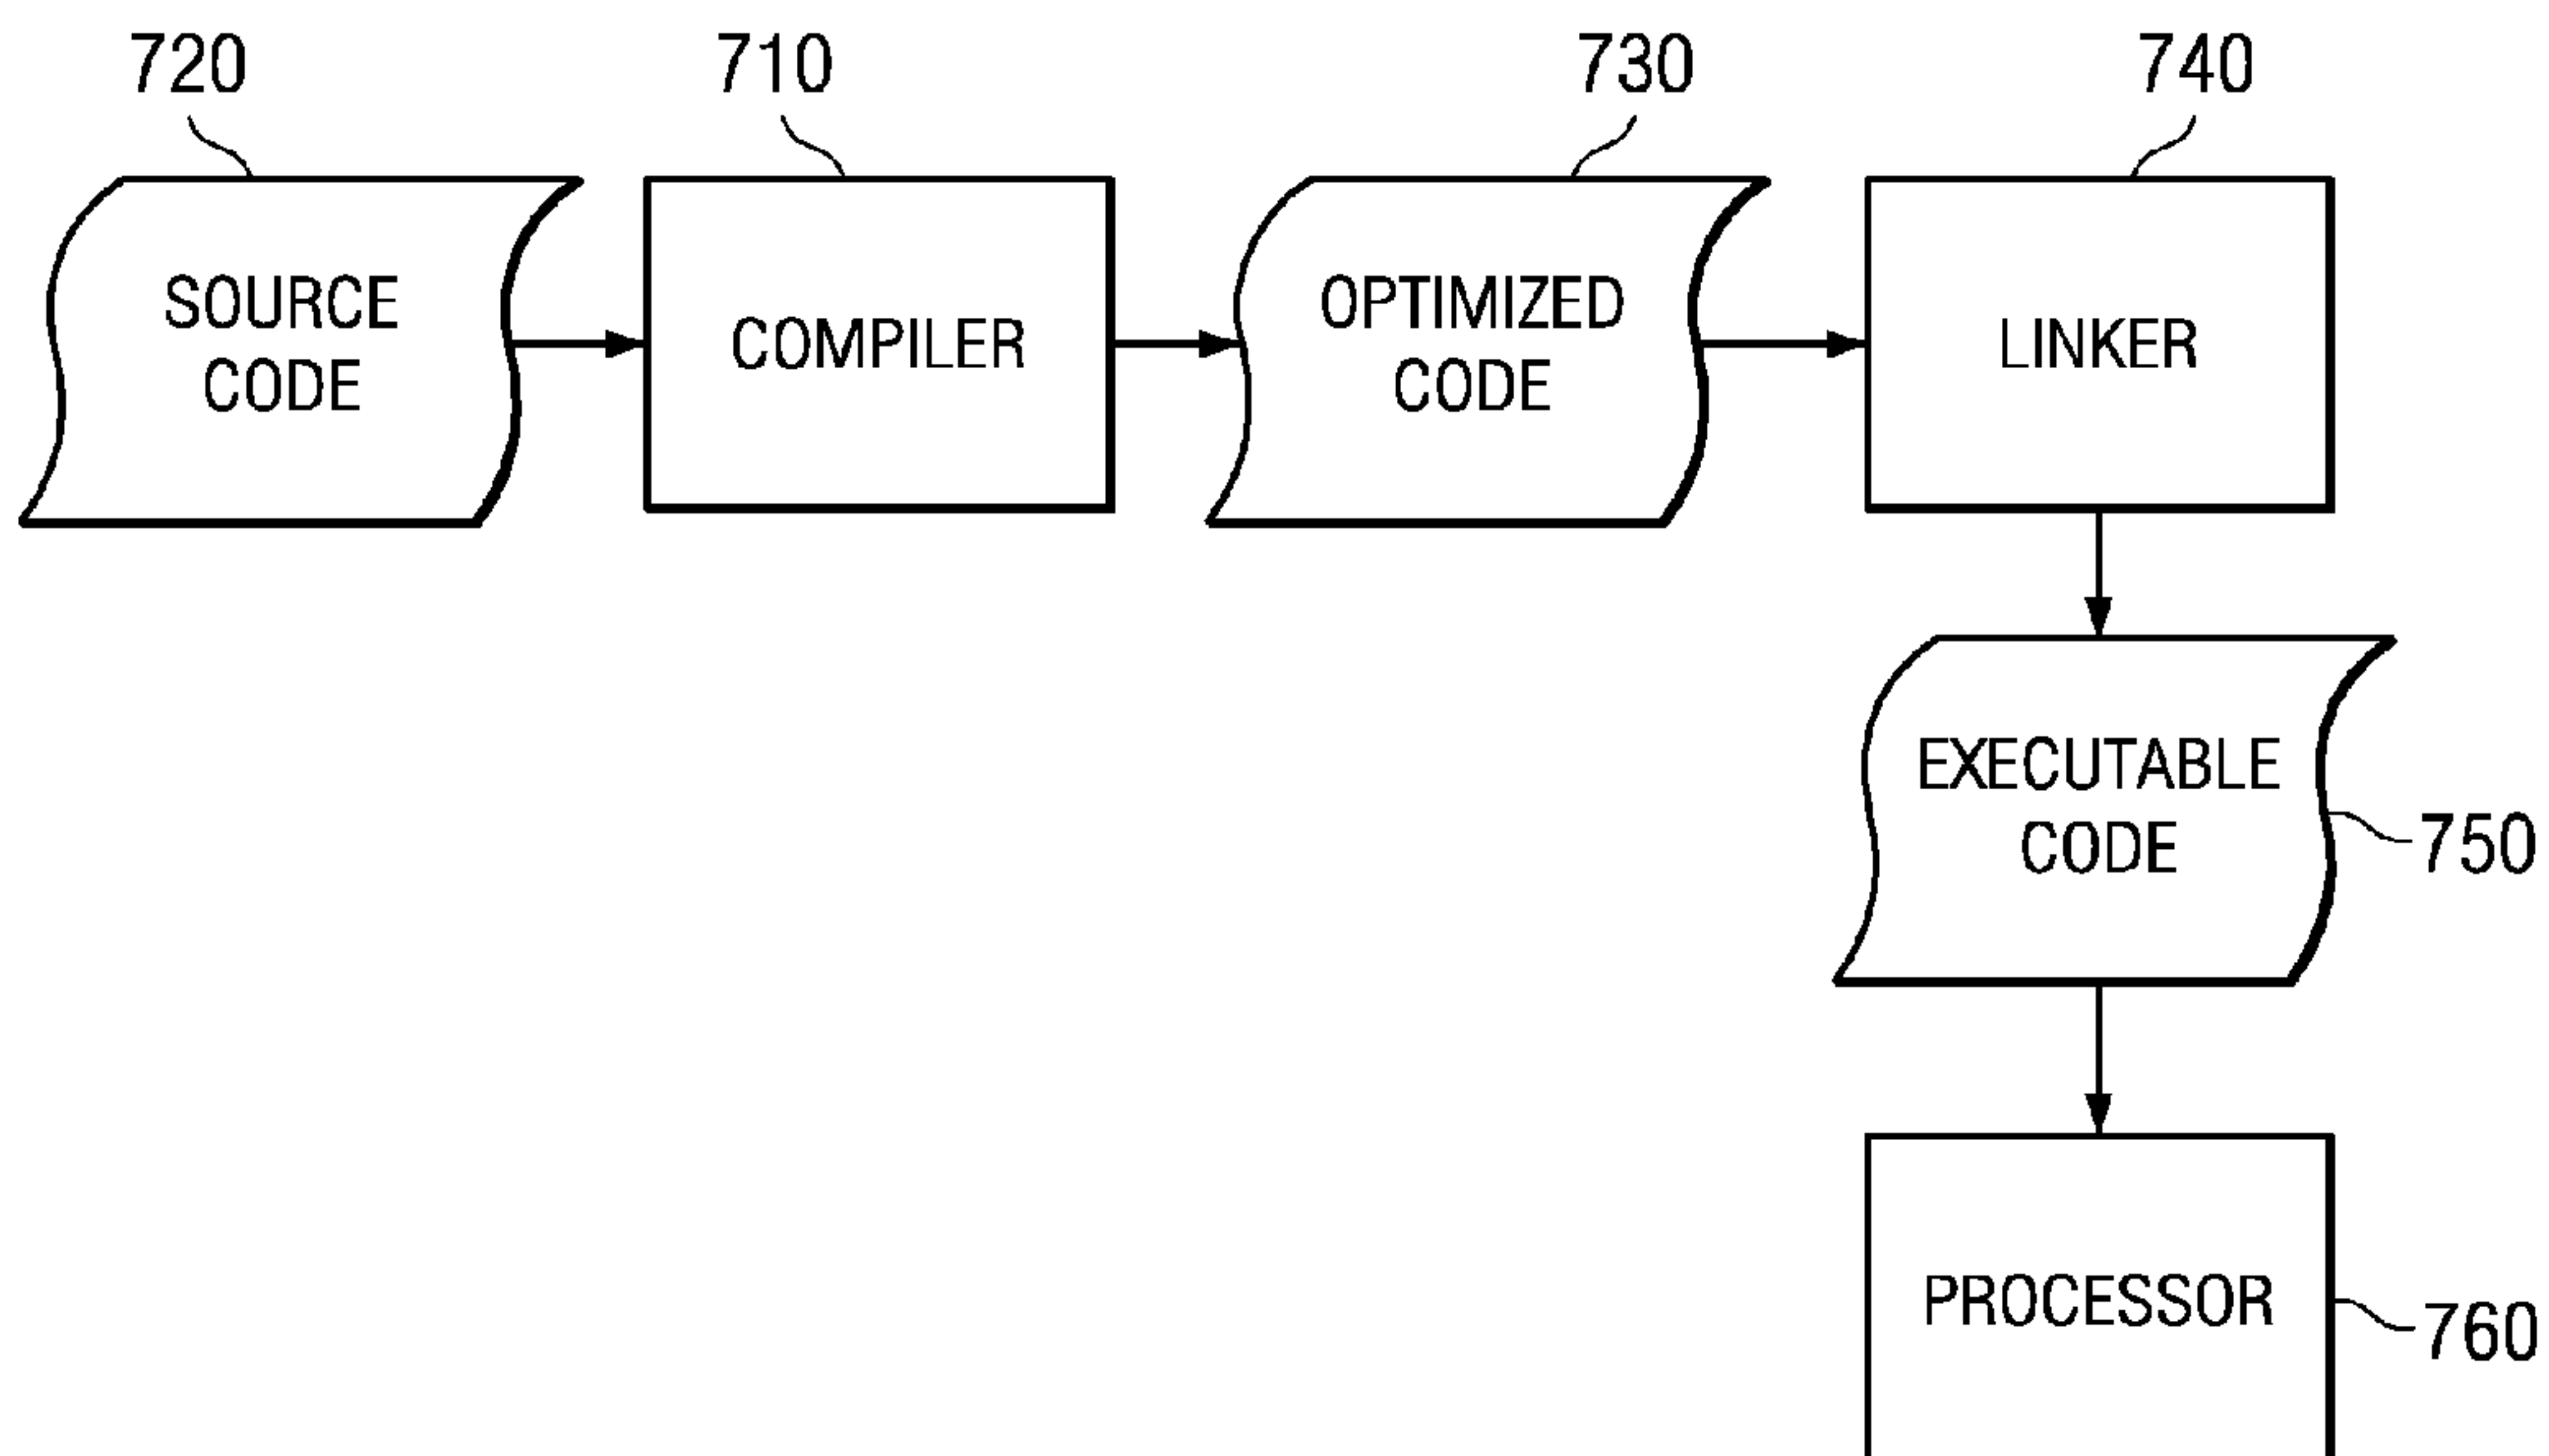 720
710
730
740
SOURCE
CODE
COMPILER
OPTIMIZED
CODE
LINKER
EXECUTABLE
CODE
750
PROCESSOR
760